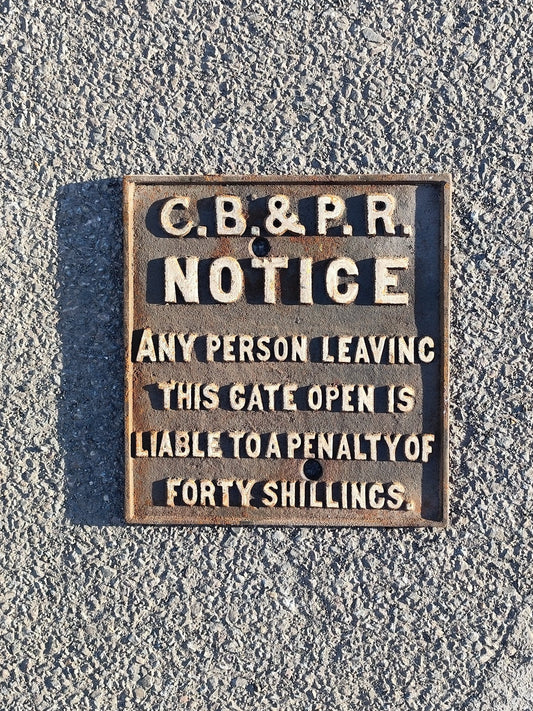 C.B.&P.R.
NOTICE
ANY PERSON LEAVING
THIS GATE OPEN IS
LIABLE TO A PENALTY OF
FORTY SHILLINGS.